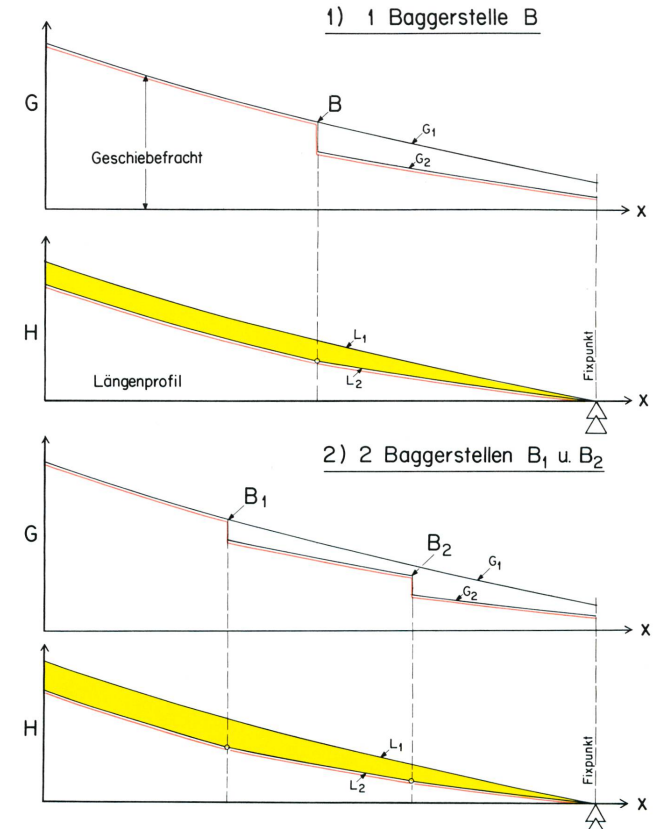 1) 1 Baggerstelle B
G
B
G₁
Geschiebefracht
G₂
X
H
L₁
Fixpunkt
Längenprofil
L₂
X
2) 2 Baggerstellen B₁ u. B₂
G
B₁
B₂
G₁
G₂
X
H
L₁
Fixpunkt
L₂
X